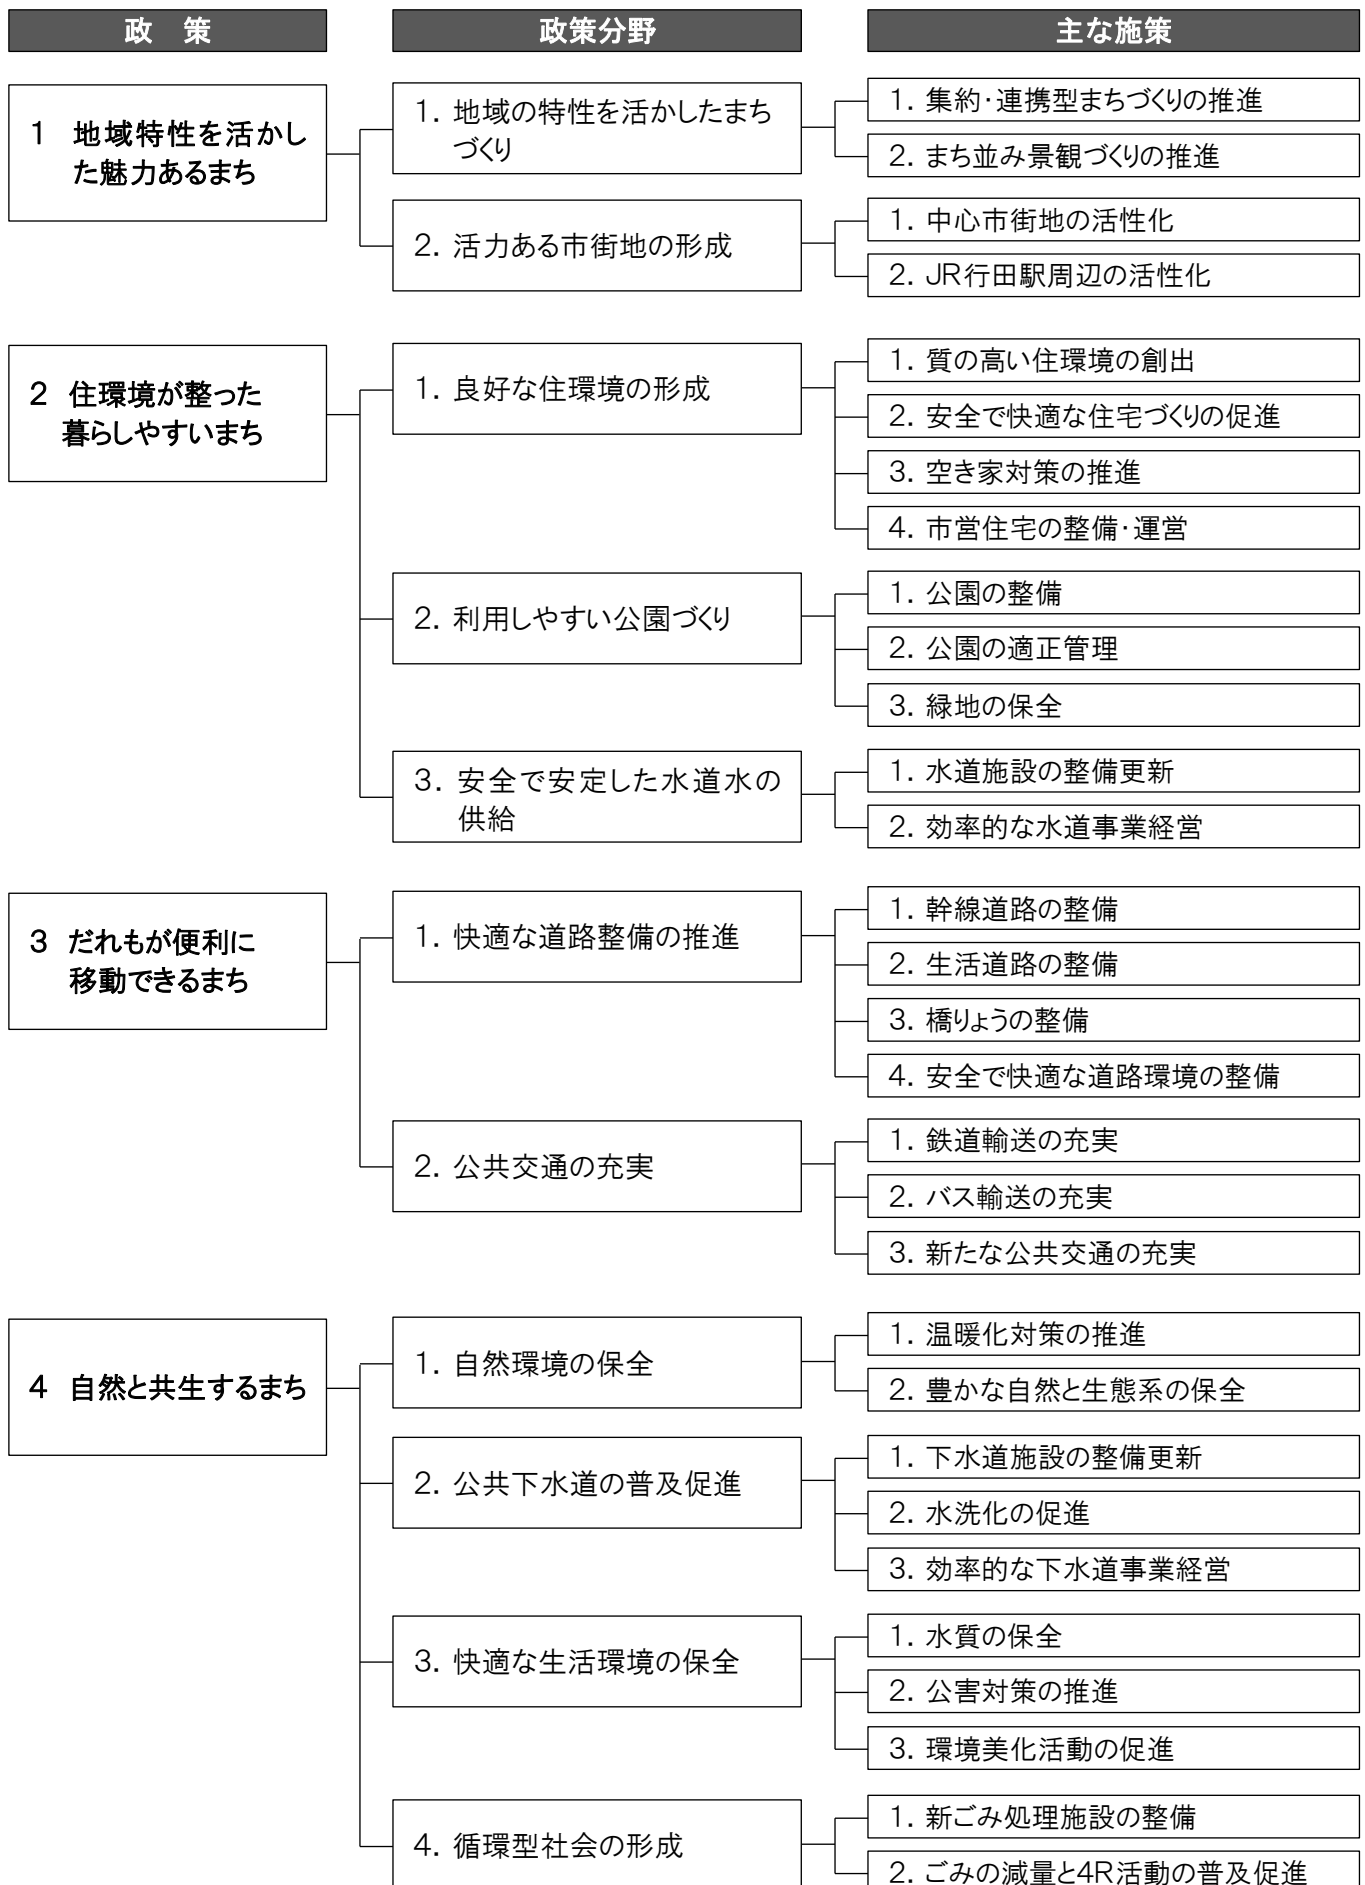 政　策
政策分野
主な施策
1　地域特性を活かし
た魅力あるまち
1．地域の特性を活かしたまち
づくり
1．集約・連携型まちづくりの推進
2．まち並み景観づくりの推進
2．活力ある市街地の形成
1．中心市街地の活性化
2．JR行田駅周辺の活性化
2　住環境が整った
暮らしやすいまち
1．良好な住環境の形成
1．質の高い住環境の創出
2．安全で快適な住宅づくりの促進
3．空き家対策の推進
4．市営住宅の整備・運営
2．利用しやすい公園づくり
1．公園の整備
2．公園の適正管理
3．緑地の保全
3．安全で安定した水道水の
供給
1．水道施設の整備更新
2．効率的な水道事業経営
3　だれもが便利に
移動できるまち
1．快適な道路整備の推進
1．幹線道路の整備
2．生活道路の整備
3．橋りょうの整備
4．安全で快適な道路環境の整備
2．公共交通の充実
1．鉄道輸送の充実
2．バス輸送の充実
3．新たな公共交通の充実
4　自然と共生するまち
1．自然環境の保全
1．温暖化対策の推進
2．豊かな自然と生態系の保全
2．公共下水道の普及促進
1．下水道施設の整備更新
2．水洗化の促進
3．効率的な下水道事業経営
3．快適な生活環境の保全
1．水質の保全
2．公害対策の推進
3．環境美化活動の促進
4．循環型社会の形成
1．新ごみ処理施設の整備
2．ごみの減量と4R活動の普及促進